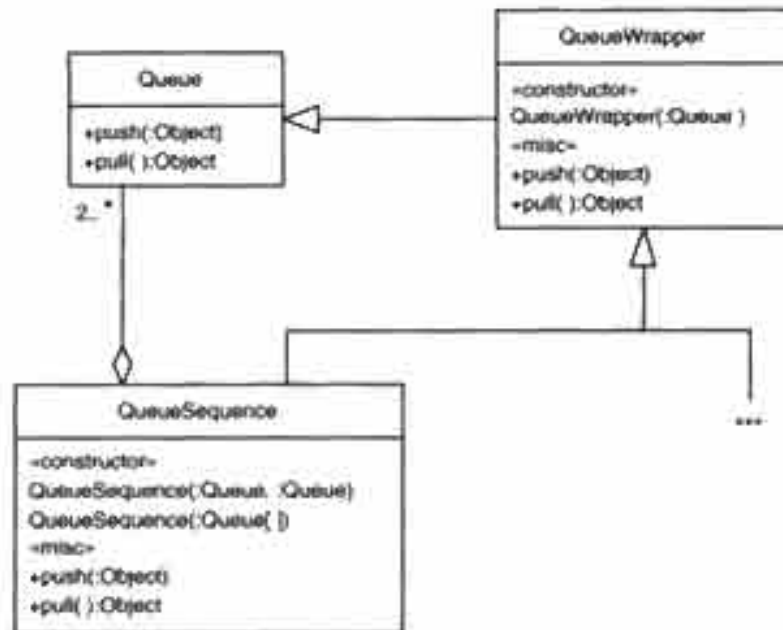 Queue
+push(:Object)
+pull( ):Object
QueueWrapper
«constructor»
QueueWrapper(:Queue )
«misc»
+push(:Object)
+pull( ):Object
2..*
QueueSequence
«constructor»
QueueSequence(:Queue, :Queue)
QueueSequence(:Queue[ ])
«misc»
+push(:Object)
+pull( ):Object
...